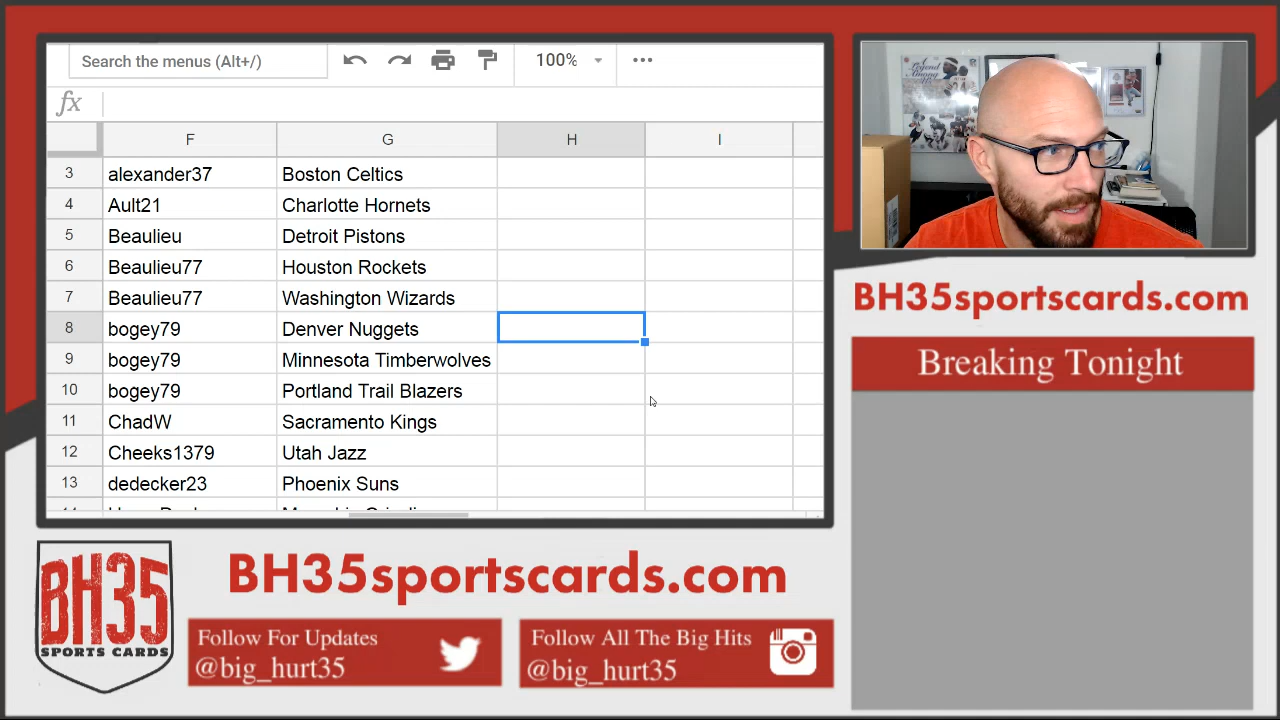 Search the menus (Alt+/)
100%
fx
F G H I
3 alexander37 Boston Celtics
4 Ault21 Charlotte Hornets
5 Beaulieu Detroit Pistons
6 Beaulieu77 Houston Rockets
7 Beaulieu77 Washington Wizards
8 bogey79 Denver Nuggets
9 bogey79 Minnesota Timberwolves
10 bogey79 Portland Trail Blazers
11 ChadW Sacramento Kings
12 Cheeks1379 Utah Jazz
13 dedecker23 Phoenix Suns
BH35sportscards.com
Breaking Tonight
BH35
SPORTS CARDS
BH35sportscards.com
Follow For Updates
@big_hurt35
Follow All The Big Hits
@big_hurt35